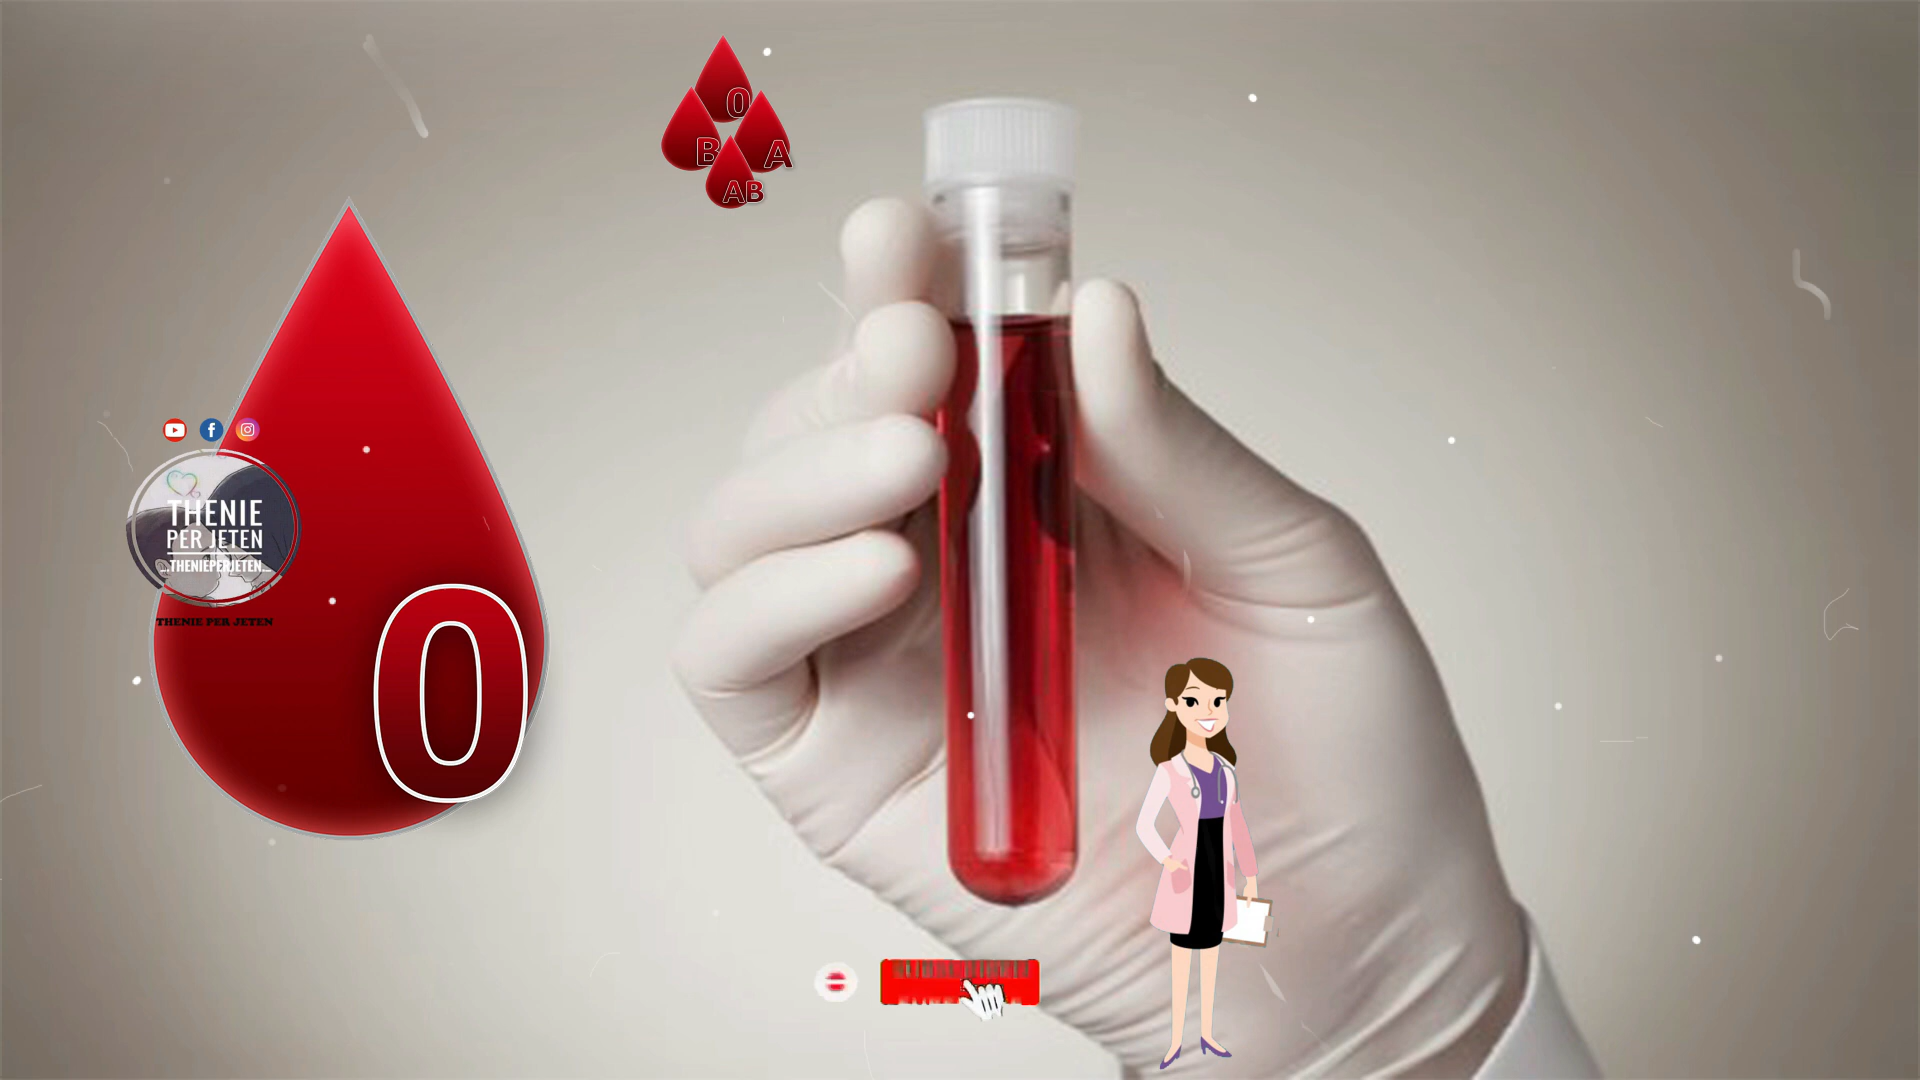 0
B
A
AB
THENIE
PER JETEN
...THENIEPERJETEN...
THENIE PER JETEN
0